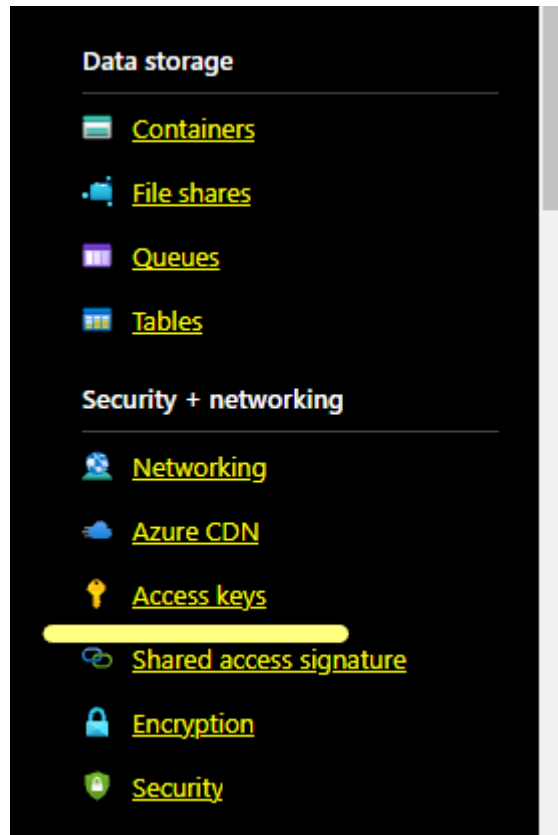 Data storage
Containers
File shares
Queues
Tables
Security + networking
Networking
Azure CDN
Access keys
Shared access signature
Encryption
Security